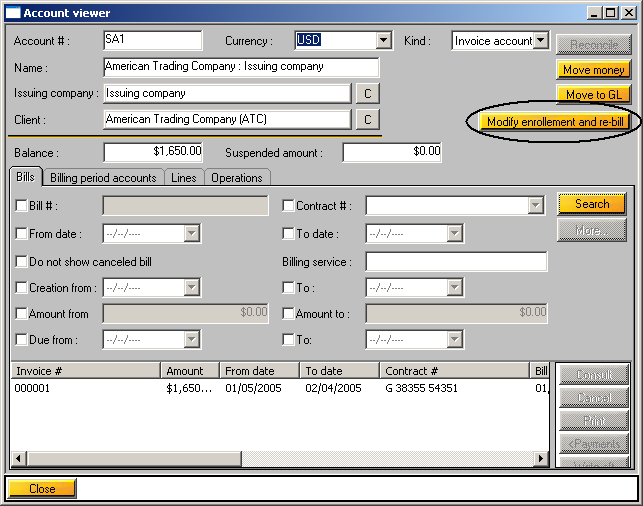 Account viewer
Account # : SA1 Currency : USD Kind : Invoice account Reconcile
Name : American Trading Company : Issuing company Move money
Issuing company : Issuing company C Move to GL
Client : American Trading Company (ATC) C Modify enrollement and re-bill
Balance : $1,650.00 Suspended amount : $0.00
Bills Billing period accounts Lines Operations
Bill # : Contract # : Search
From date : --/--/---- To date : --/--/---- More...
Do not show canceled bill Billing service :
Creation from : --/--/---- To : --/--/----
Amount from $0.00 Amount to : $0.00
Due from : --/--/---- To: --/--/----
Invoice # Amount From date To date Contract # Bill
000001 $1,650... 01/05/2005 02/04/2005 G 38355 54351 01,
Consult
Cancel
Print
<Payments
Close